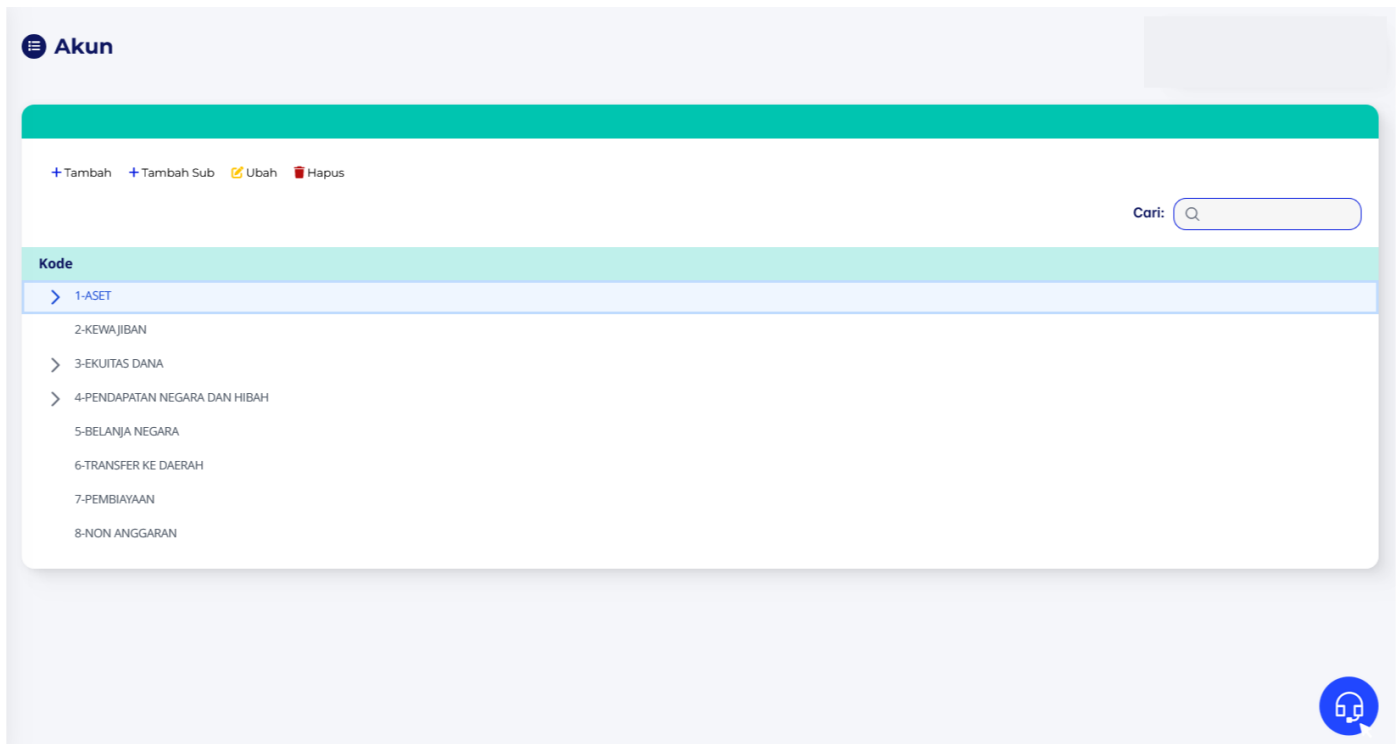 Akun
Tambah Tambah Sub Ubah Hapus
Cari:
Kode
1-ASET
2-KEWAJIBAN
3-EKUITAS DANA
4-PENDAPATAN NEGARA DAN HIBAH
5-BELANJA NEGARA
6-TRANSFER KE DAERAH
7-PEMBIAYAAN
8-NON ANGGARAN